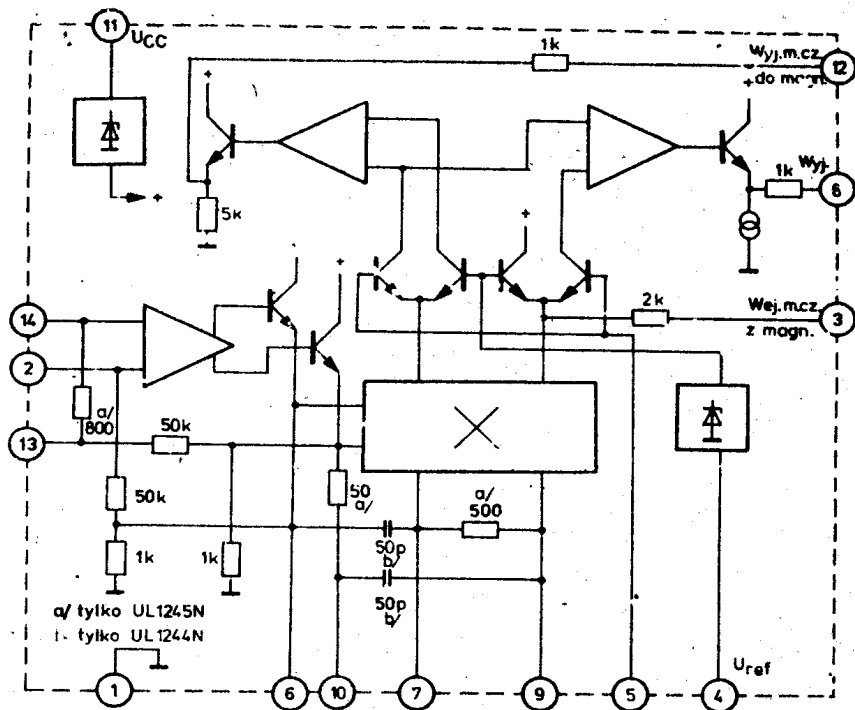 11
UCC
1k
Wyj.m.cz.
12
do magn.
+
+
+
Wyj.
1k
6
5k
+
+
+
+
14
2
13
a/
800
50k
2k
Wej.m.cz.
z magn.
3
50k
50
a/
a/
500
1k
1k
50p
b/
50p
b/
a/ tylko UL1245N
tylko UL1244N
Uref
1
6
10
7
9
5
4